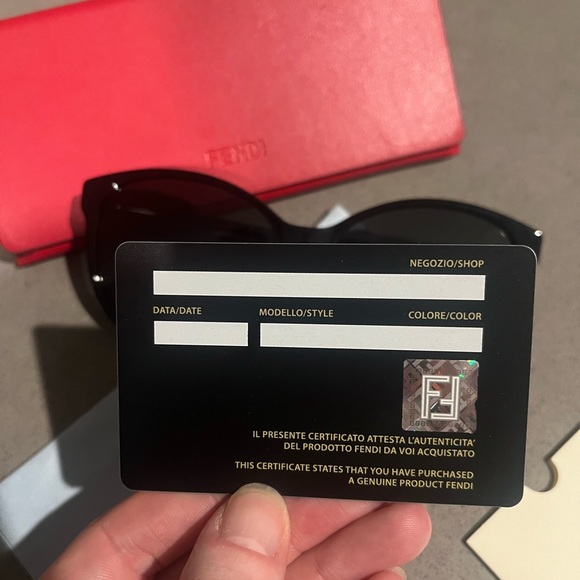 FENDI
NEGOZIO/SHOP
DATA/DATE MODELLO/STYLE COLORE/COLOR
IL PRESENTE CERTIFICATO ATTESTA L'AUTENTICITA'
DEL PRODOTTO FENDI DA VOI ACQUISTATO
THIS CERTIFICATE STATES THAT YOU HAVE PURCHASED
A GENUINE PRODUCT FENDI